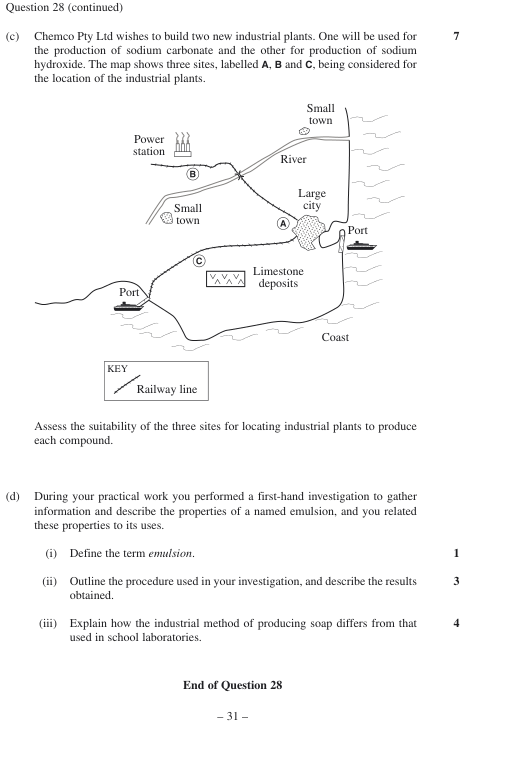 Question 28 (continued)
(c) Chemco Pty Ltd wishes to build two new industrial plants. One will be used for 7
the production of sodium carbonate and the other for production of sodium
hydroxide. The map shows three sites, labelled A, B and C, being considered for
the location of the industrial plants.
Small
town
Power
station
River
B
Large
city
Small
town
A
Port
C
Limestone
deposits
Port
Coast
KEY
Railway line
Assess the suitability of the three sites for locating industrial plants to produce
each compound.
(d) During your practical work you performed a first-hand investigation to gather
information and describe the properties of a named emulsion, and you related
these properties to its uses.
(i) Define the term emulsion. 1
(ii) Outline the procedure used in your investigation, and describe the results 3
obtained.
(iii) Explain how the industrial method of producing soap differs from that 4
used in school laboratories.
End of Question 28
– 31 –